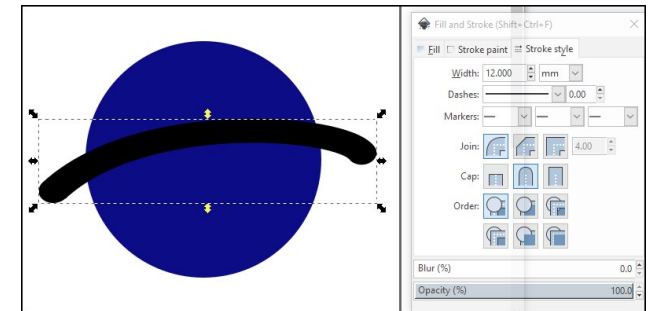 Fill and Stroke (Shift+Ctrl+F)
Fill Stroke paint Stroke style
Width: 12.000 mm
Dashes: 0.00
Markers:
Join: 4.00
Cap:
Order:
Blur (%) 0.0
Opacity (%) 100.0